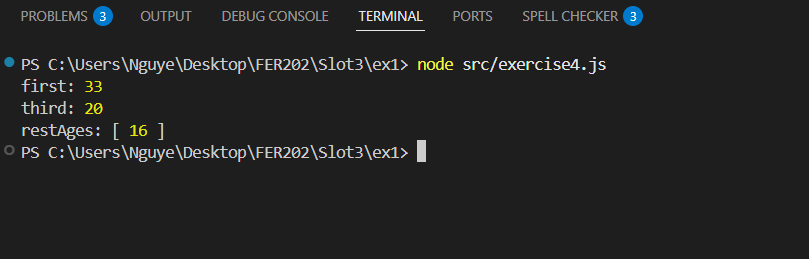 PROBLEMS 3 OUTPUT DEBUG CONSOLE TERMINAL PORTS SPELL CHECKER 3
PS C:\Users\Nguye\Desktop\FER202\Slot3\ex1> node src/exercise4.js
first: 33
third: 20
restAges: [ 16 ]
PS C:\Users\Nguye\Desktop\FER202\Slot3\ex1>